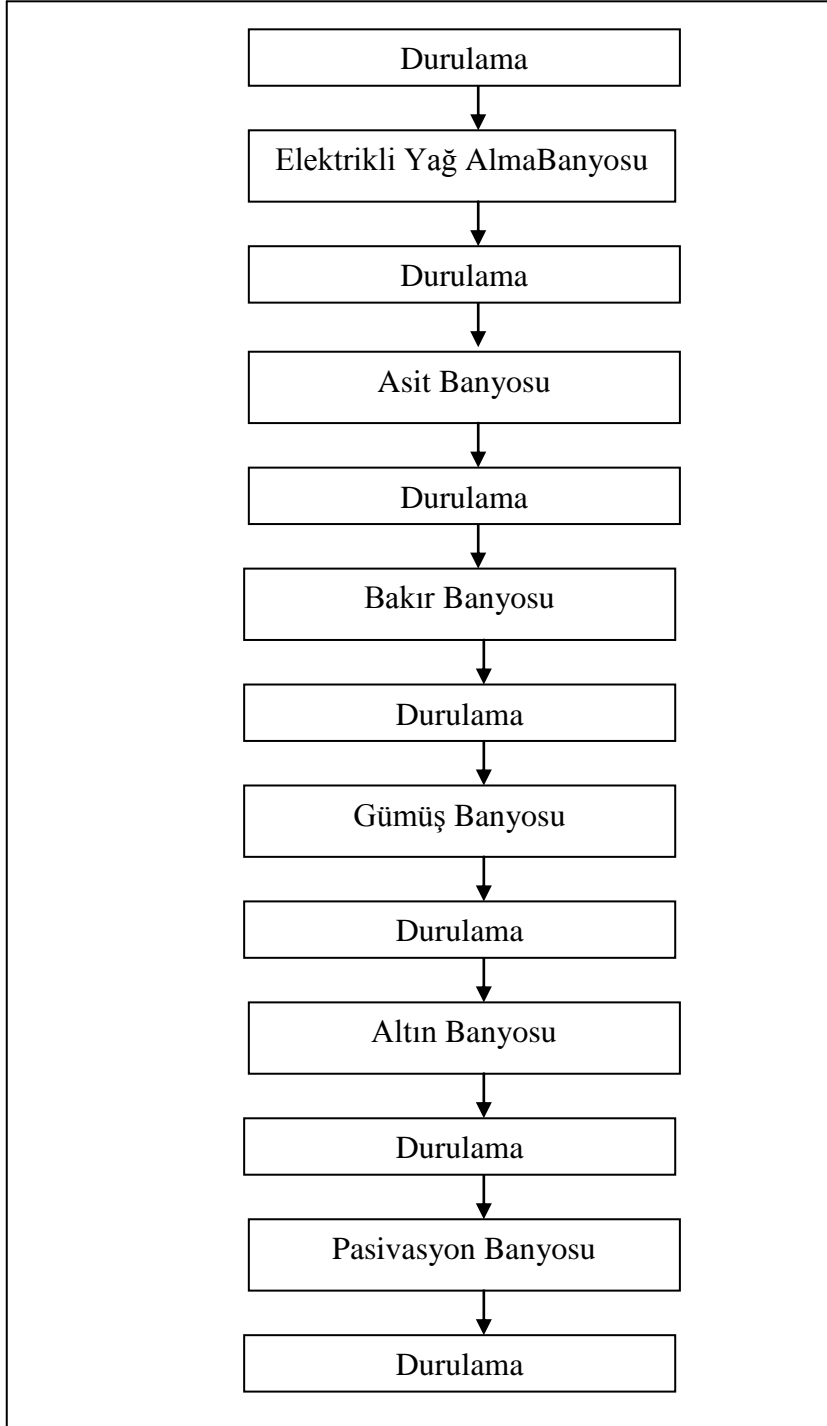 Durulama
Elektrikli Yağ AlmaBanyosu
Durulama
Asit Banyosu
Durulama
Bakır Banyosu
Durulama
Gümüş Banyosu
Durulama
Altın Banyosu
Durulama
Pasivasyon Banyosu
Durulama